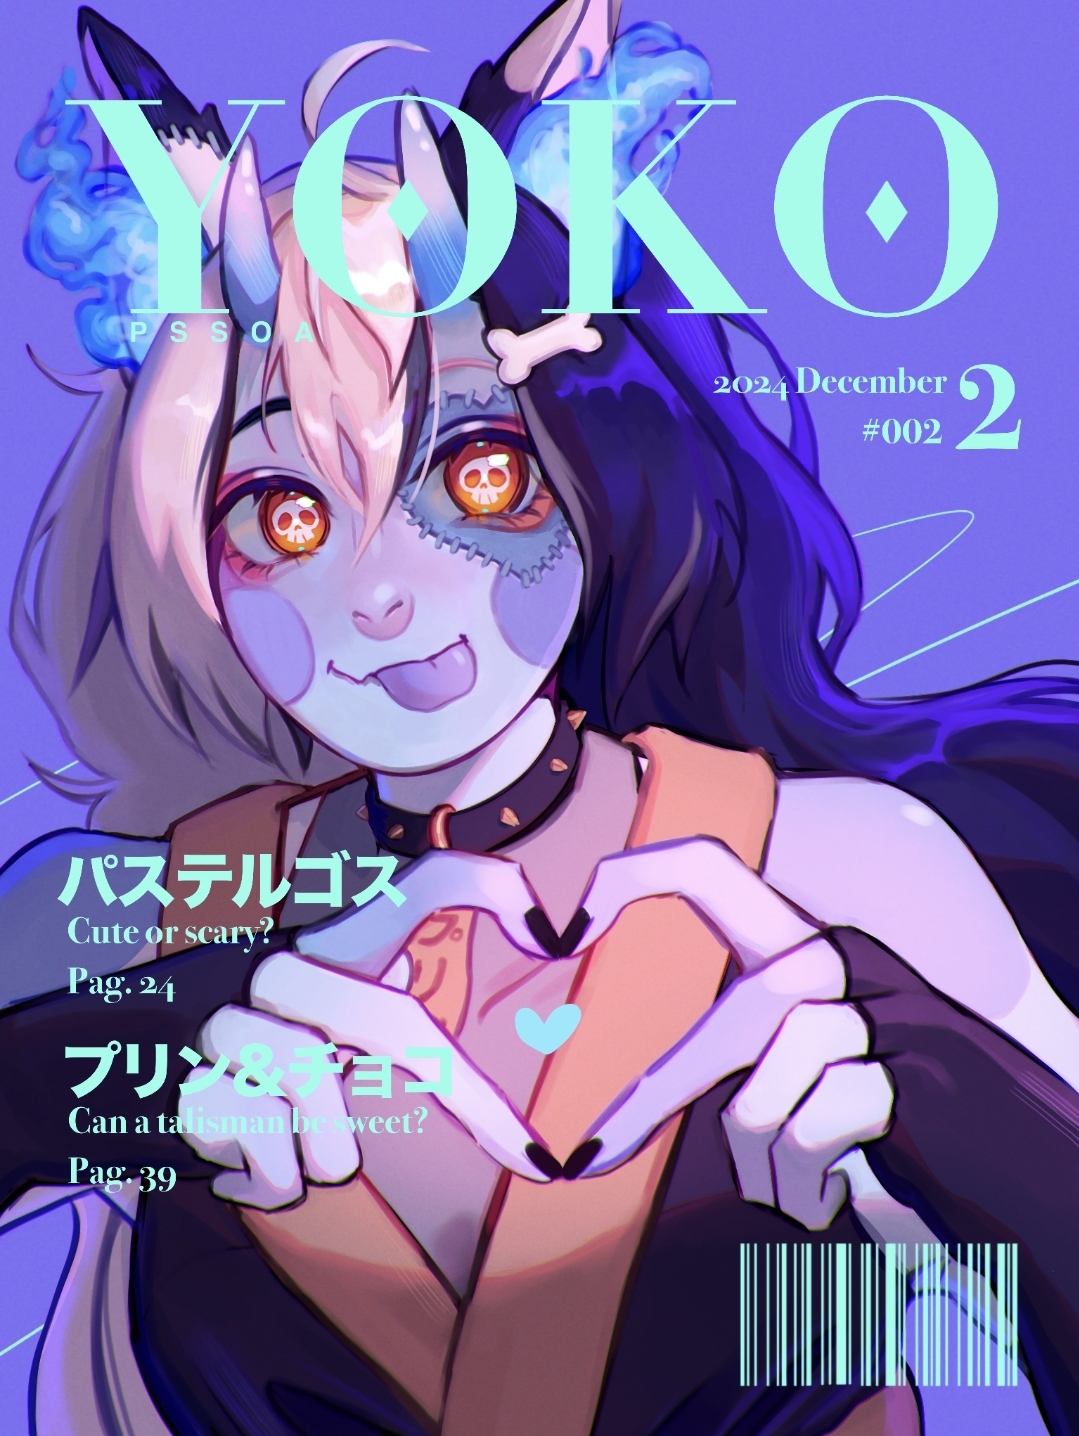 YOKO
PSSOA
2024 December
#002
2
パステルゴス
Cute or scary?
Pag. 24
プリン&チョコ
Can a talisman be sweet?
Pag. 39